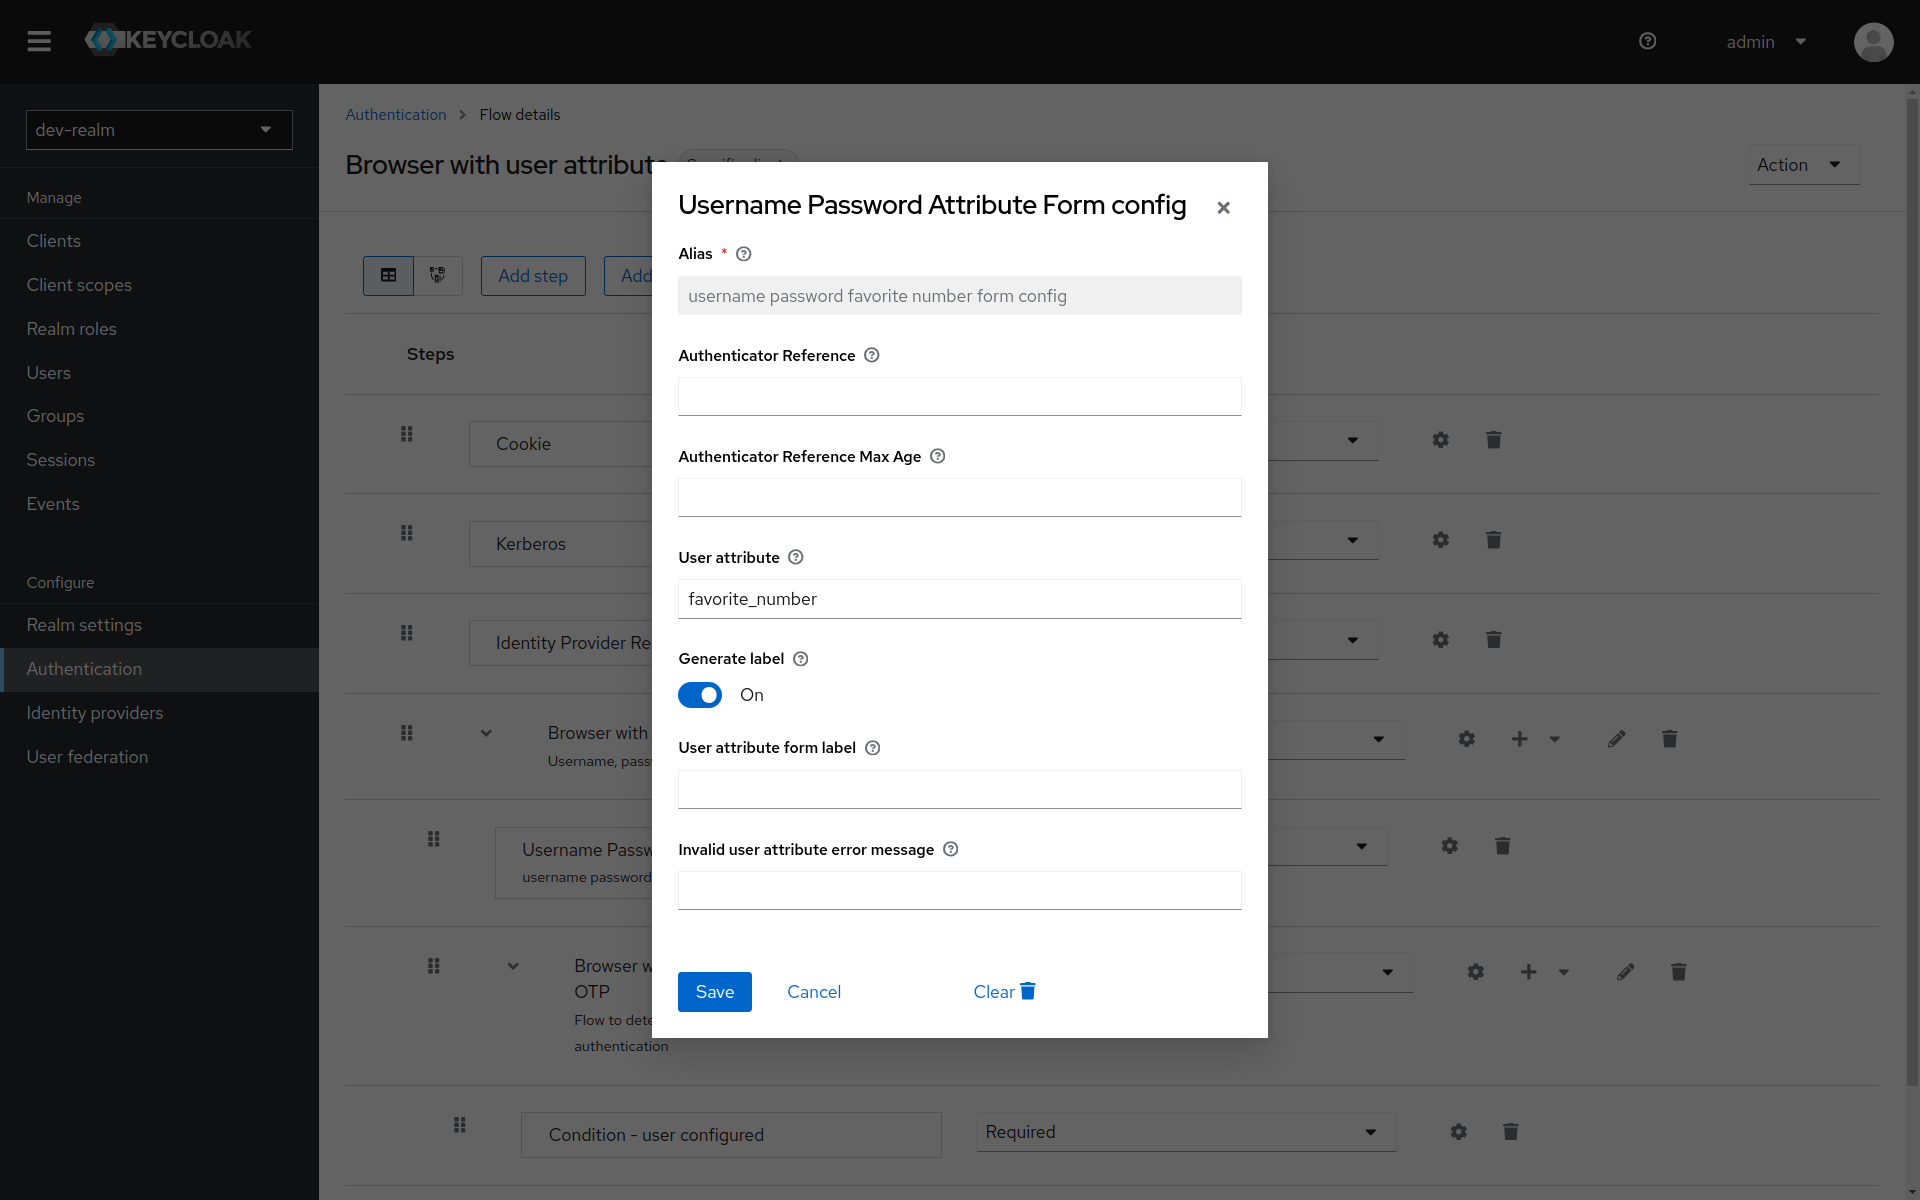 KEYCLOAK
admin
dev-realm
Manage
Clients
Client scopes
Realm roles
Users
Groups
Sessions
Events
Configure
Realm settings
Authentication
Identity providers
User federation
Authentication > Flow details
Browser with user attribute
Action
Add step
Add
Steps
Cookie
Kerberos
Identity Provider Re
Browser with
Username, pass
Username Passw
username password
Browser w
OTP
Flow to dete
authentication
Condition - user configured
Required
Username Password Attribute Form config
Alias *
username password favorite number form config
Authenticator Reference
Authenticator Reference Max Age
User attribute
favorite_number
Generate label
On
User attribute form label
Invalid user attribute error message
Save
Cancel
Clear